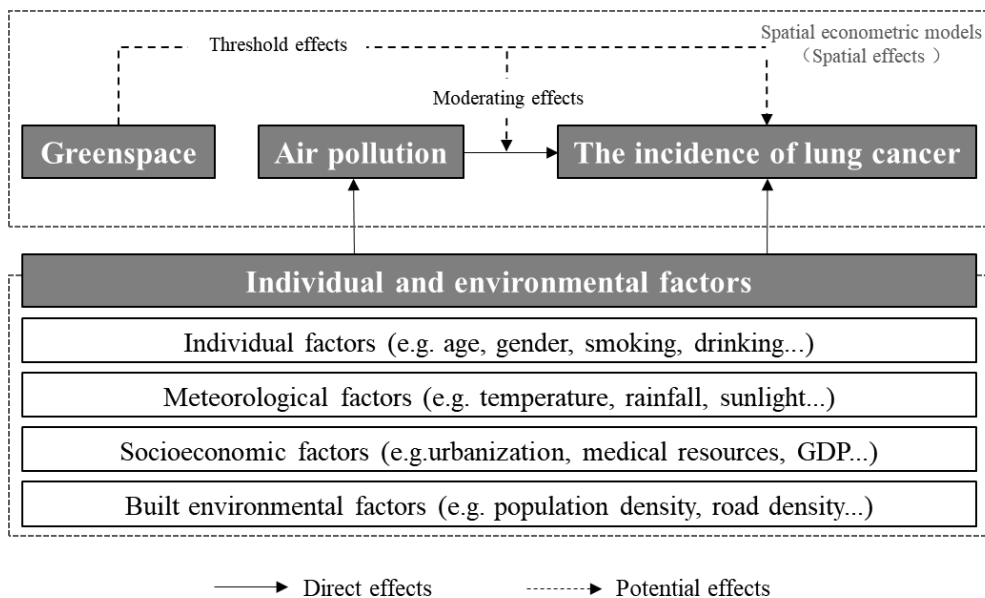 Threshold effects
Spatial econometric models
（Spatial effects ）
Moderating effects
Greenspace
Air pollution
The incidence of lung cancer
Individual and environmental factors
Individual factors (e.g. age, gender, smoking, drinking...)
Meteorological factors (e.g. temperature, rainfall, sunlight...)
Socioeconomic factors (e.g.urbanization, medical resources, GDP...)
Built environmental factors (e.g. population density, road density...)
Direct effects
Potential effects